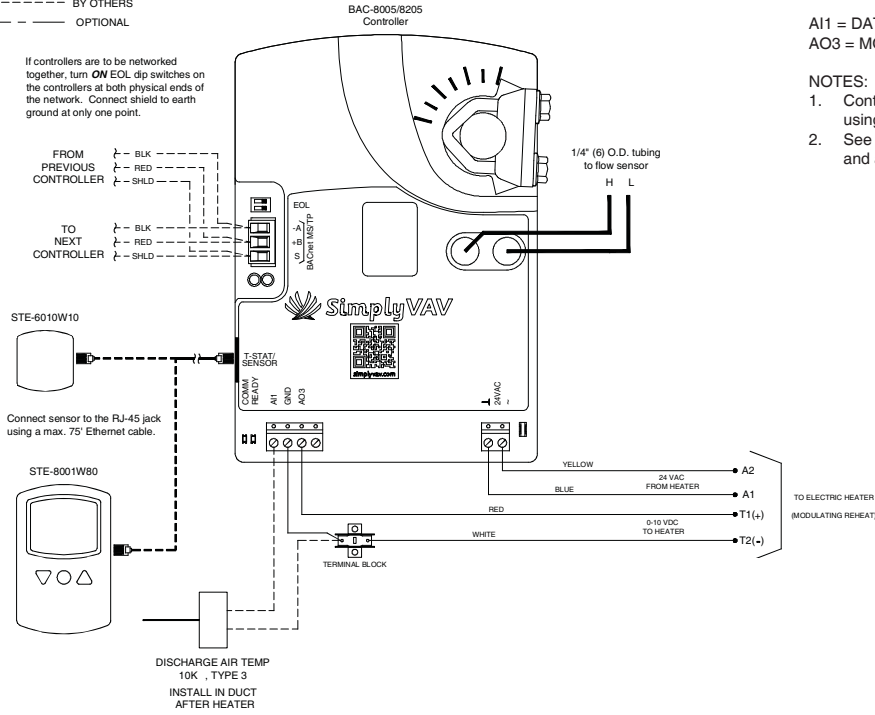 BY OTHERS
OPTIONAL
BAC-8005/8205
Controller
AI1 = DAT
NOTES:
1.
using
2. See
and
If controllers are to be networked
together, turn ON EOL dip switches on
the controllers at both physical ends of
the network. Connect shield to earth
ground at only one point.
FROM
PREVIOUS
CONTROLLER
BLK
RED
SHLD
TO
NEXT
CONTROLLER
BLK
RED
SHLD
EOL
-A
+B
S
BACnet MS/TP
1/4" (6) O.D. tubing
to flow sensor
H L
SimplyVAV
simplyvav.com
STE-6010W10
T-STAT/
SENSOR
COMM
READY
AI1
GND
AO3
24VAC
~
Connect sensor to the RJ-45 jack
using a max. 75' Ethernet cable.
STE-8001W80
YELLOW
24 VAC
FROM HEATER
BLUE
RED
0-10 VDC
TO HEATER
WHITE
A2
A1
T1(+)
T2(-)
TO ELECTRIC HEATER
(MODULATING REHEAT)
TERMINAL BLOCK
DISCHARGE AIR TEMP
10K , TYPE 3
INSTALL IN DUCT
AFTER HEATER